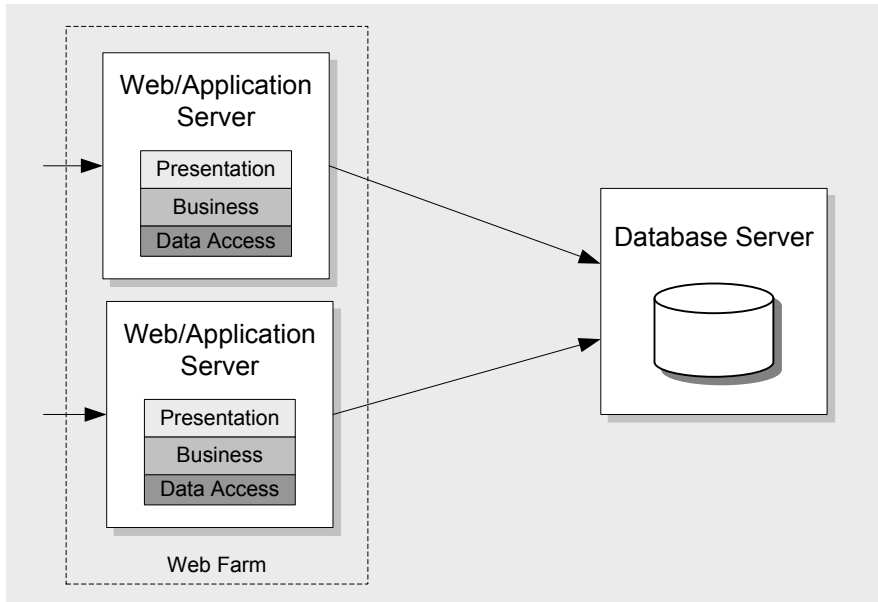 Web/Application
Server
Presentation
Business
Data Access
Web/Application
Server
Presentation
Business
Data Access
Web Farm
Database Server